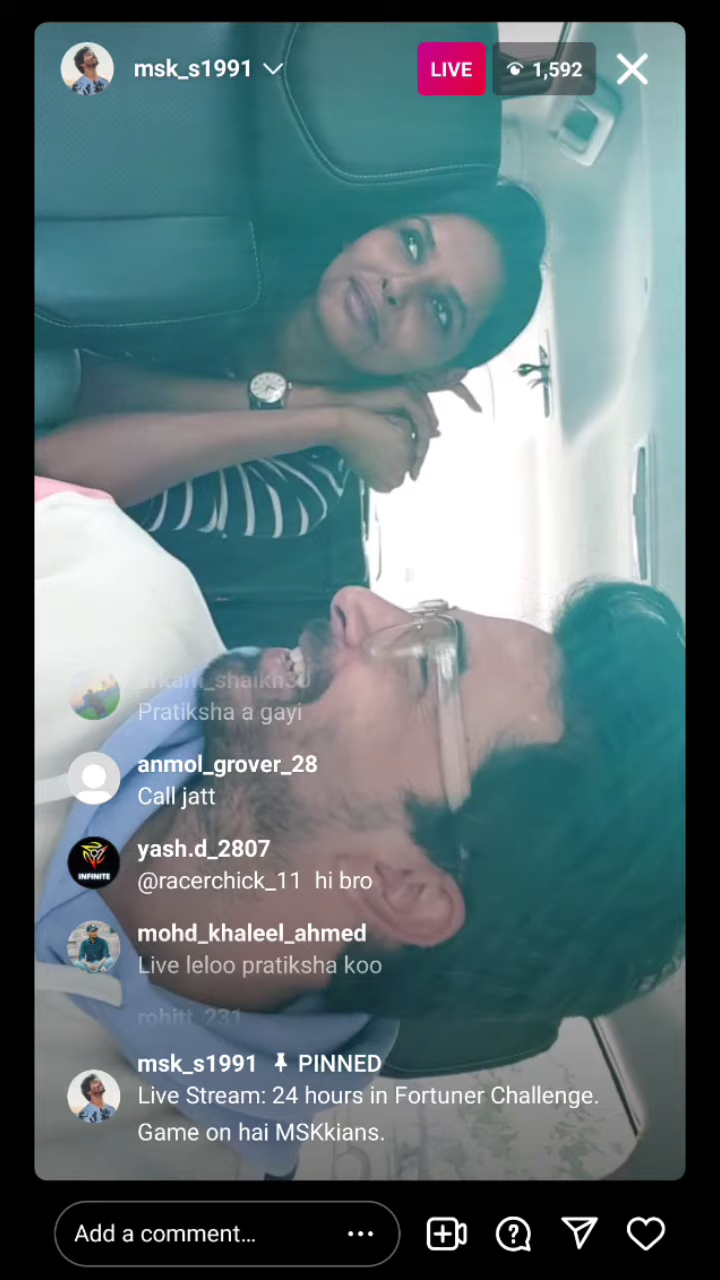 msk_s1991
LIVE
1,592
Pratiksha a gayi
anmol_grover_28
Call jatt
yash.d_2807
INFINITE
@racerchick_11 hi bro
mohd_khaleel_ahmed
Live leloo pratiksha koo
rohitt_231
msk_s1991 PINNED
Live Stream: 24 hours in Fortuner Challenge.
Game on hai MSKkians.
Add a comment...